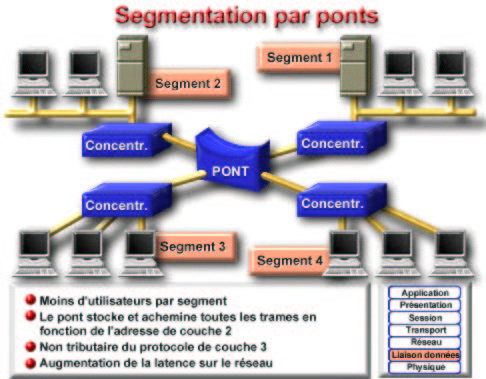 Segmentation par ponts
Segment 2
Segment 1
Concentr.
Concentr.
PONT
Concentr.
Concentr.
Segment 3
Segment 4
Moins d'utilisateurs par segment
Le pont stocke et achemine toutes les trames en
fonction de l'adresse de couche 2
Non tributaire du protocole de couche 3
Augmentation de la latence sur le réseau
Application
Présentation
Session
Transport
Réseau
Liaison données
Physique